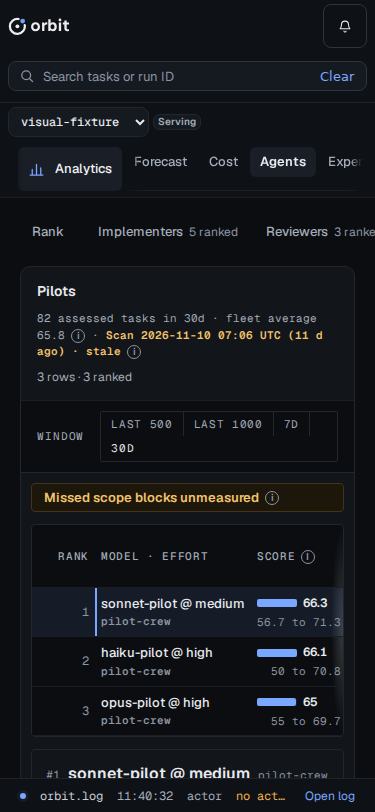 orbit
Search tasks or run ID Clear
visual-fixture Serving
Analytics Forecast Cost Agents Exper
Rank Implementers 5 ranked Reviewers 3 ranke
Pilots
82 assessed tasks in 30d · fleet average
65.8 i · Scan 2026-11-10 07:06 UTC (11 d
ago) · stale i
3 rows · 3 ranked
WINDOW LAST 500 LAST 1000 7D
30D
Missed scope blocks unmeasured i
RANK MODEL · EFFORT SCORE i
1 sonnet-pilot @ medium 66.3
pilot-crew 56.7 to 71.3
2 haiku-pilot @ high 66.1
pilot-crew 50 to 70.8
3 opus-pilot @ high 65
pilot-crew 55 to 69.7
#1 sonnet-pilot @ medium pilot-crew
orbit.log 11:40:32 actor no act… Open log